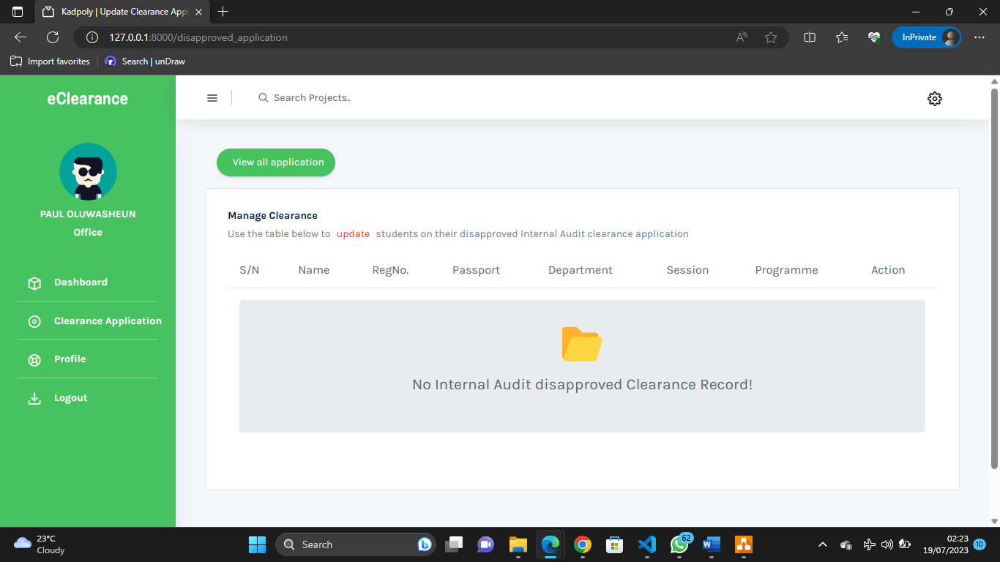 Kadpoly | Update Clearance Appl
127.0.0.1:8000/disapproved_application
InPrivate
Import favorites
Search | unDraw
eClearance
Search Projects..
PAUL OLUWASHEUN
Office
Dashboard
Clearance Application
Profile
Logout
View all application
Manage Clearance
Use the table below to update students on their disapproved Internal Audit clearance application
S/N Name RegNo. Passport Department Session Programme Action
No Internal Audit disapproved Clearance Record!
23°C
Cloudy
Search
62
02:23
19/07/2023
10